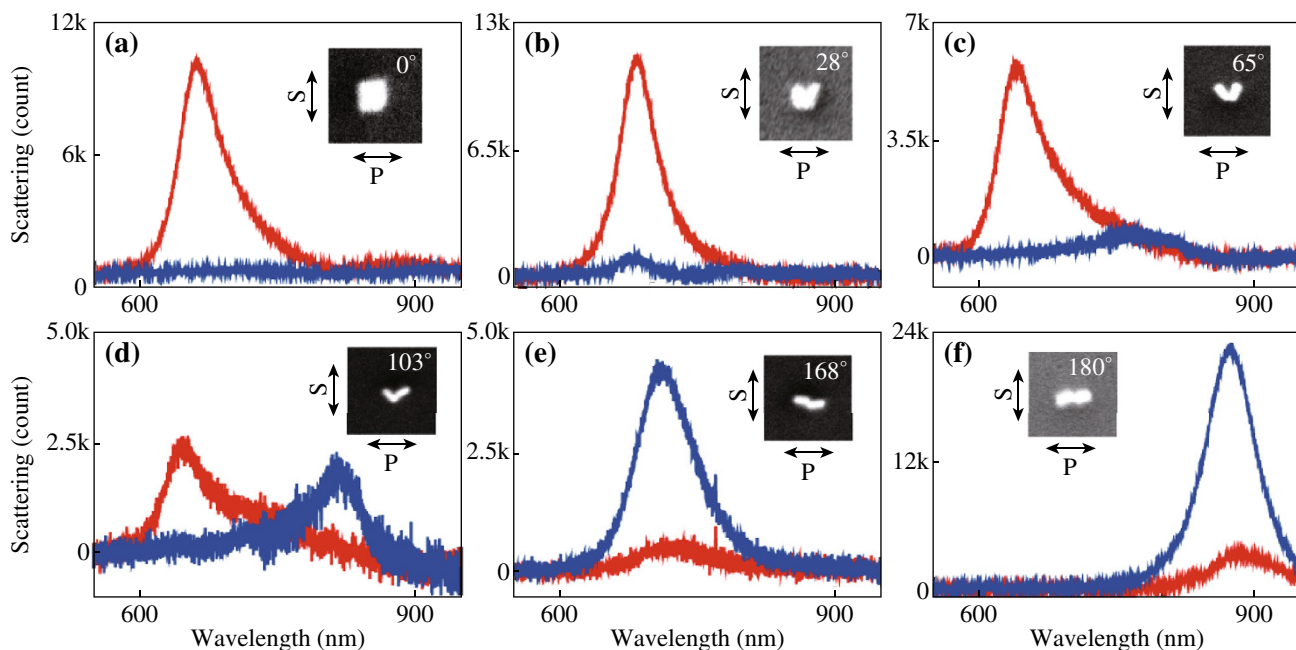 12k
(a)
0°
S
P
6k
0
600
900
Scattering (count)
13k
(b)
28°
S
P
6.5k
0
600
900
7k
(c)
65°
S
P
3.5k
0
600
900
5.0k
(d)
103°
S
P
2.5k
0
600
900
Scattering (count)
Wavelength (nm)
5.0k
(e)
168°
S
P
2.5k
0
600
900
Wavelength (nm)
24k
(f)
180°
S
P
12k
0
600
900
Wavelength (nm)